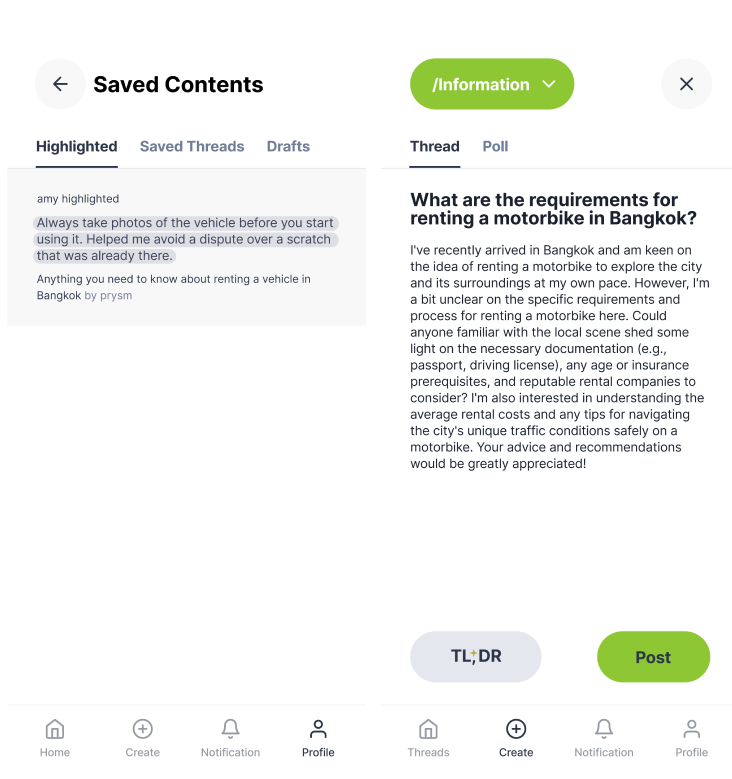 Saved Contents
Highlighted
Saved Threads
Drafts
amy highlighted
Always take photos of the vehicle before you start
using it. Helped me avoid a dispute over a scratch
that was already there.
Anything you need to know about renting a vehicle in
Bangkok by prysm
Home
Create
Notification
Profile
/Information
Thread
Poll
What are the requirements for
renting a motorbike in Bangkok?
I've recently arrived in Bangkok and am keen on
the idea of renting a motorbike to explore the city
and its surroundings at my own pace. However, I'm
a bit unclear on the specific requirements and
process for renting a motorbike here. Could
anyone familiar with the local scene shed some
light on the necessary documentation (e.g.,
passport, driving license), any age or insurance
prerequisites, and reputable rental companies to
consider? I'm also interested in understanding the
average rental costs and any tips for navigating
the city's unique traffic conditions safely on a
motorbike. Your advice and recommendations
would be greatly appreciated!
TL;DR
Post
Threads
Create
Notification
Profile